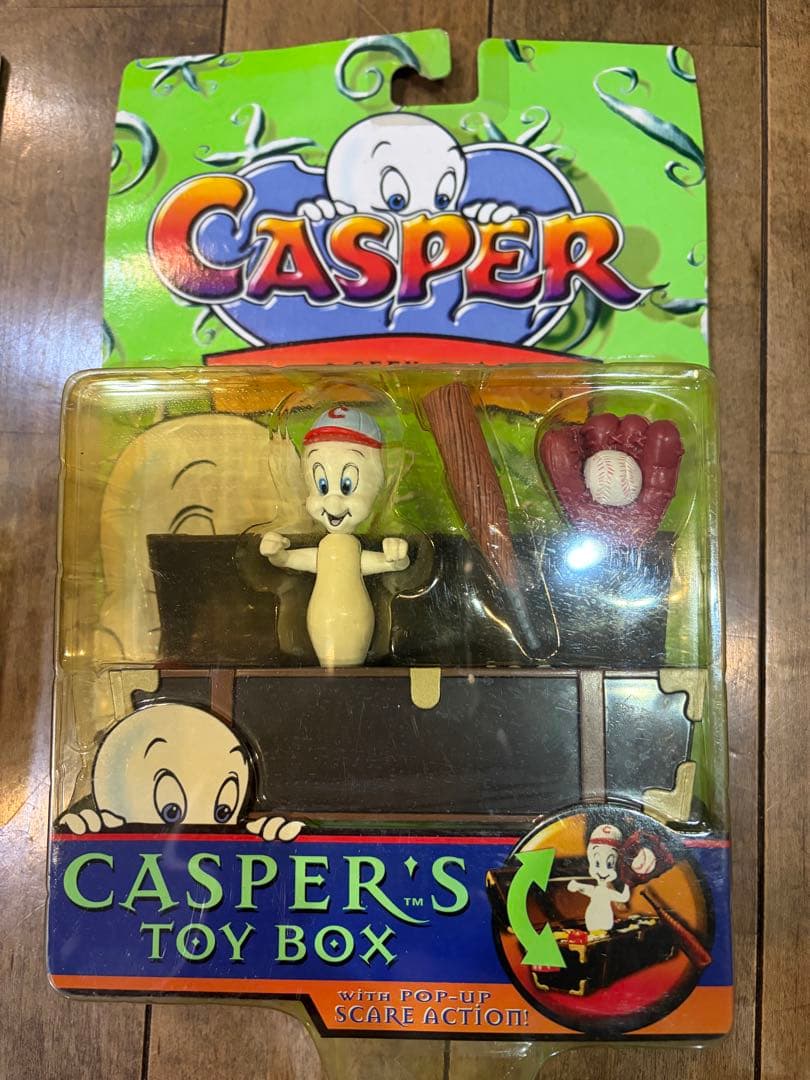 CASPER
C
CASPER'S™
TOY BOX
C
WITH POP-UP
SCARE ACTION!